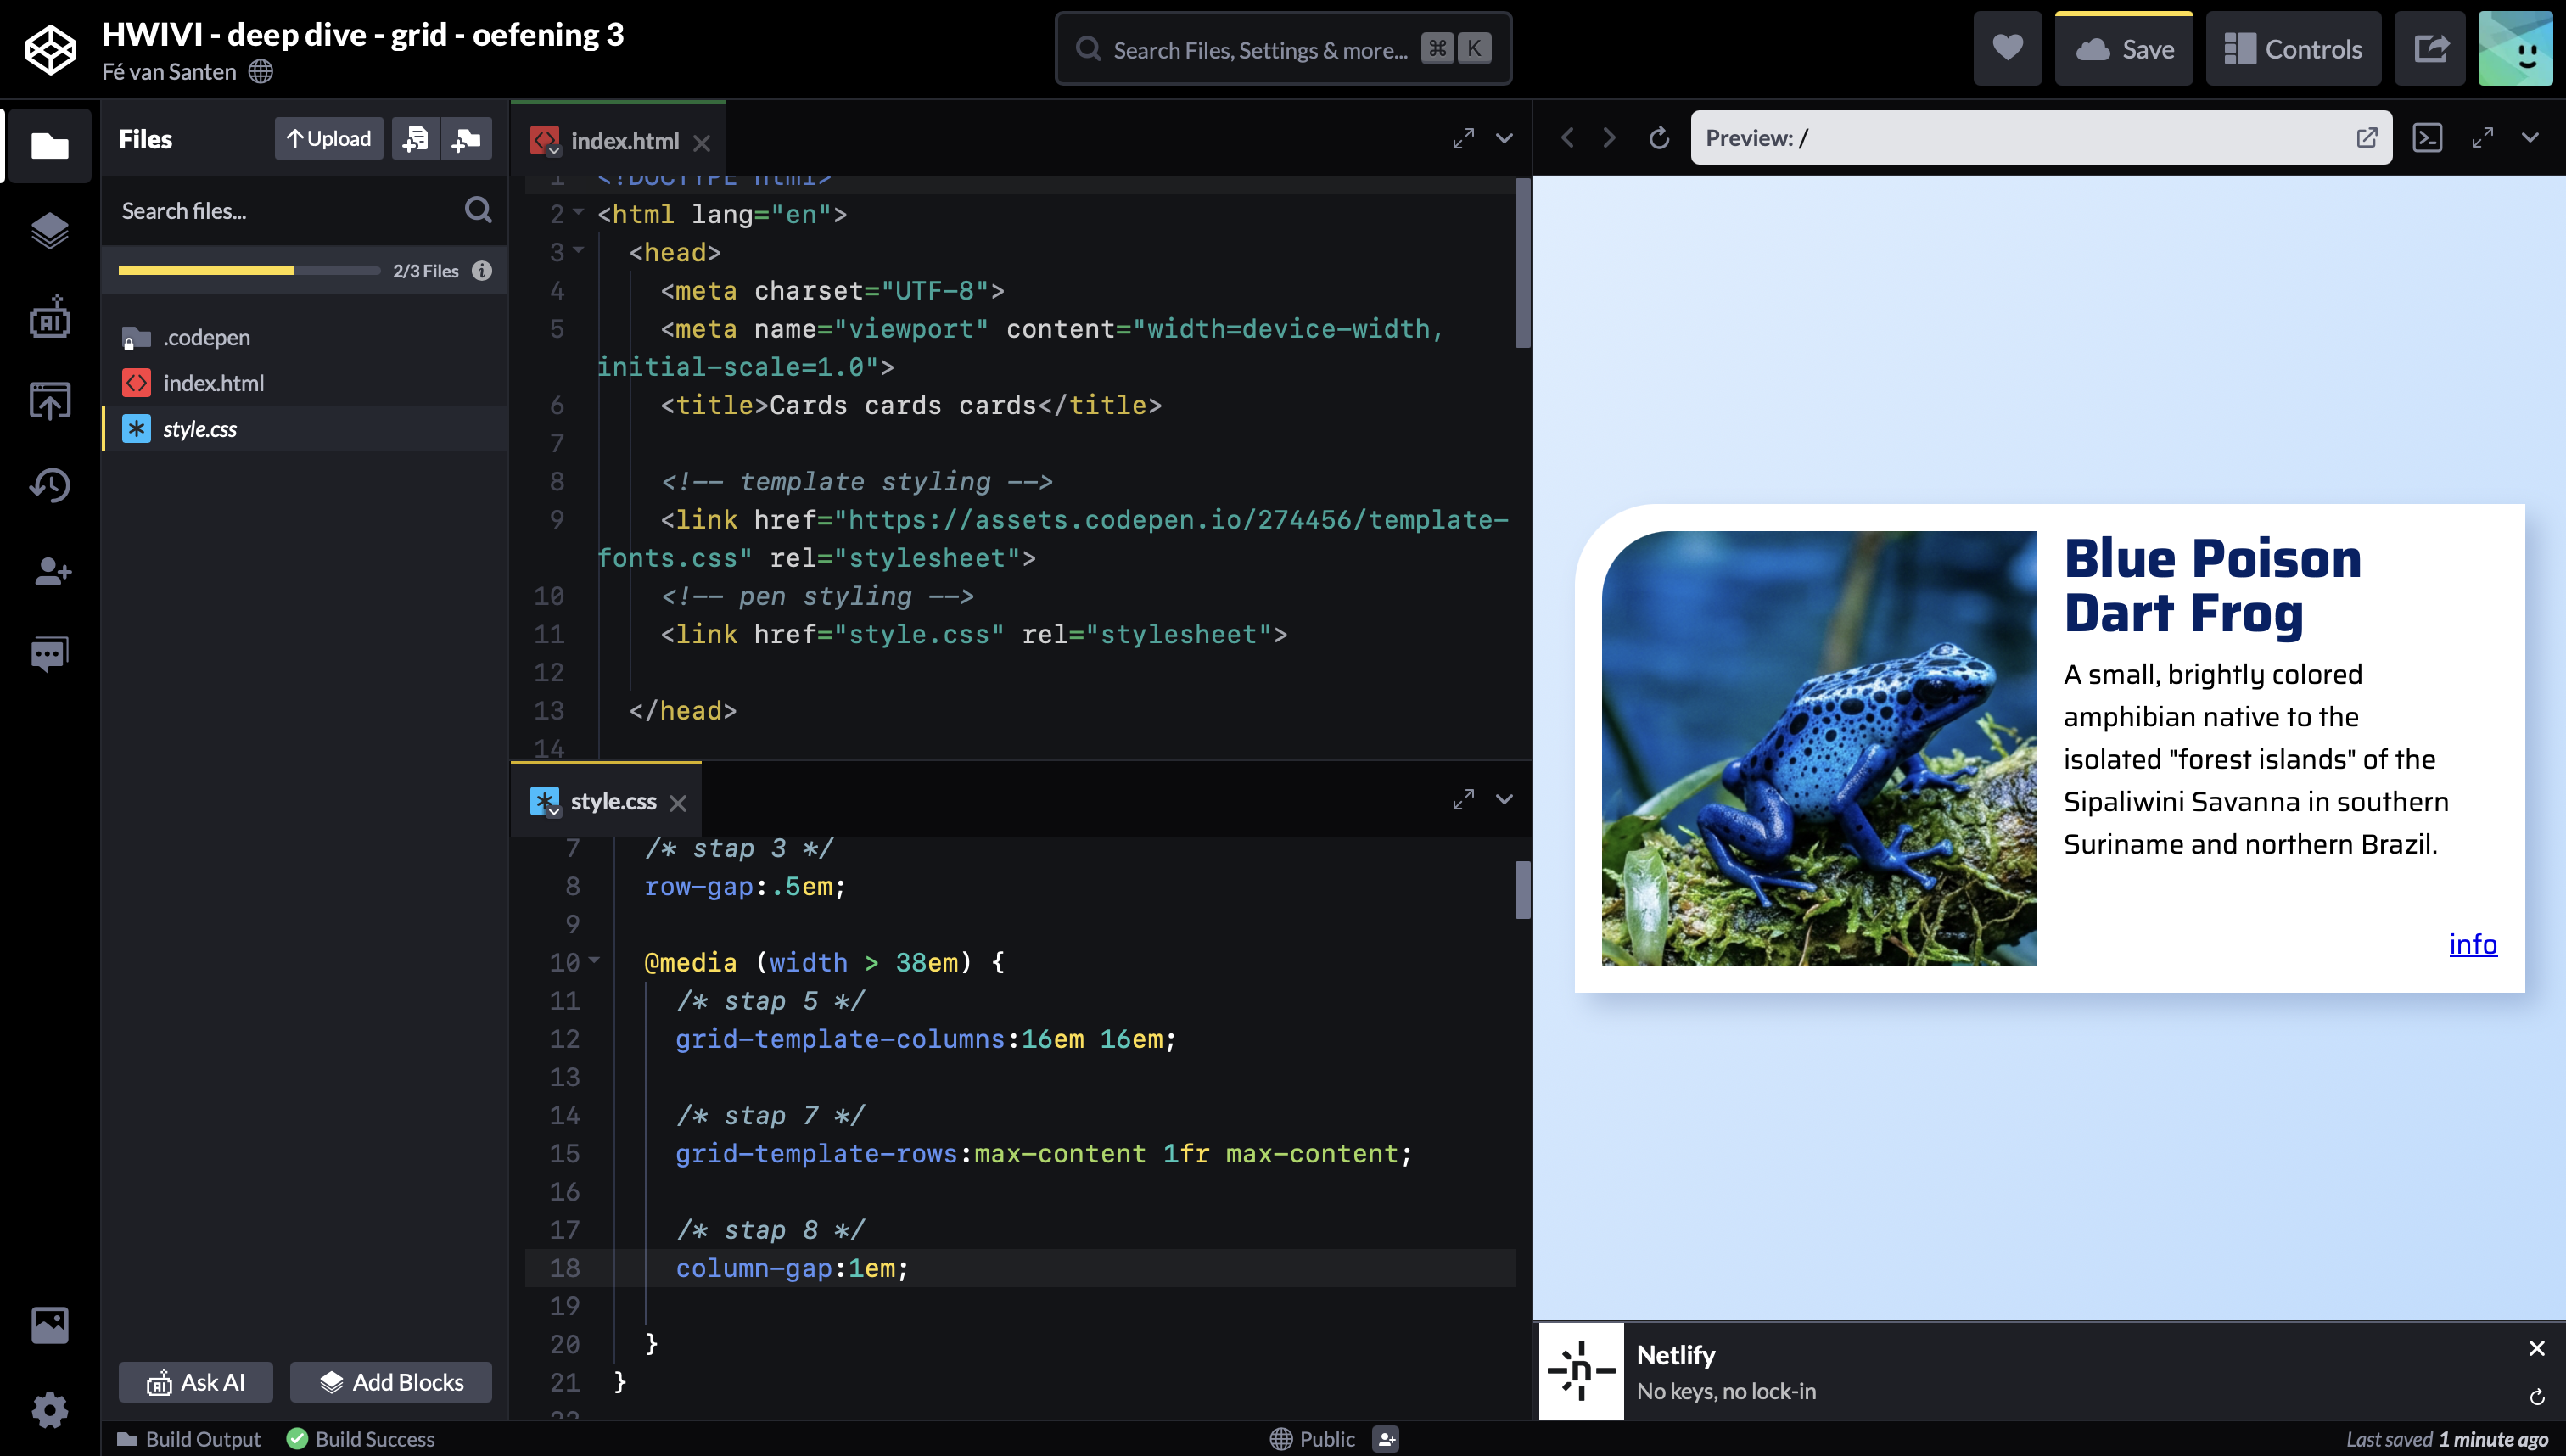 HWIVI - deep dive - grid - oefening 3
Fé van Santen
Search Files, Settings & more... ⌘ K
Save
Controls
Files
Upload
Search files...
2/3 Files
.codepen
index.html
style.css
Ask AI
Add Blocks
index.html
1 <!DOCTYPE html>
2 <html lang="en">
3 <head>
4 <meta charset="UTF-8">
5 <meta name="viewport" content="width=device-width,
initial-scale=1.0">
6 <title>Cards cards cards</title>
7
8 <!-- template styling -->
9 <link href="https://assets.codepen.io/274456/template-
fonts.css" rel="stylesheet">
10 <!-- pen styling -->
11 <link href="style.css" rel="stylesheet">
12
13 </head>
14
style.css
7 /* stap 3 */
8 row-gap:.5em;
9
10 @media (width > 38em) {
11 /* stap 5 */
12 grid-template-columns:16em 16em;
13
14 /* stap 7 */
15 grid-template-rows:max-content 1fr max-content;
16
17 /* stap 8 */
18 column-gap:1em;
19
20 }
21 }
22
Preview: /
Blue Poison
Dart Frog
A small, brightly colored
amphibian native to the
isolated "forest islands" of the
Sipaliwini Savanna in southern
Suriname and northern Brazil.
info
Netlify
No keys, no lock-in
Build Output
Build Success
Public
Last saved 1 minute ago